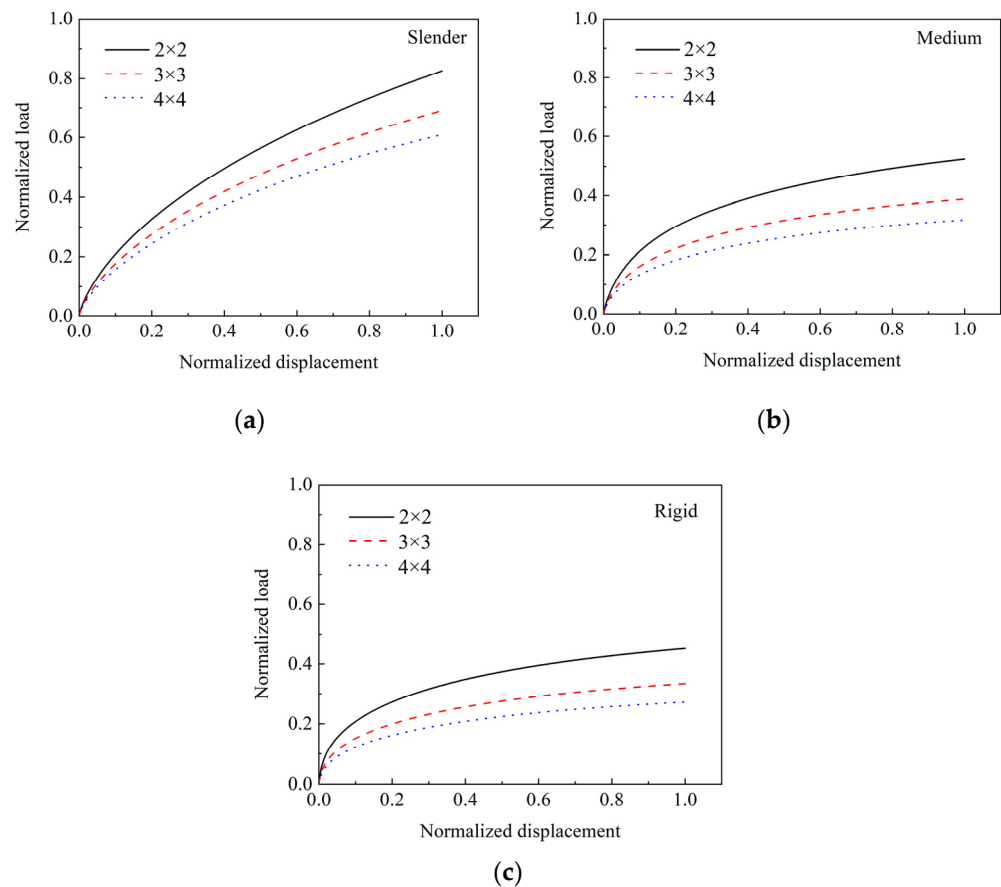 1.0
Slender
2×2
3×3
4×4
0.8
0.6
0.4
0.2
0.0
Normalized load
0.0 0.2 0.4 0.6 0.8 1.0
Normalized displacement
(a)
1.0
Medium
2×2
3×3
4×4
0.8
0.6
0.4
0.2
0.0
Normalized load
0.0 0.2 0.4 0.6 0.8 1.0
Normalized displacement
(b)
1.0
Rigid
2×2
3×3
4×4
0.8
0.6
0.4
0.2
0.0
Normalized load
0.0 0.2 0.4 0.6 0.8 1.0
Normalized displacement
(c)